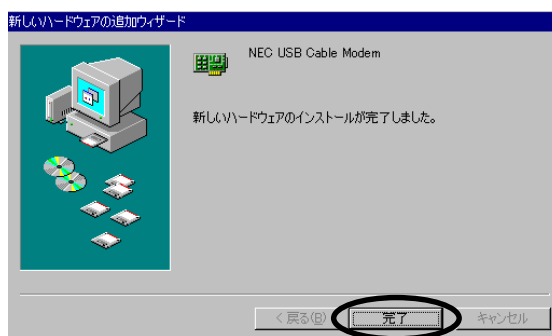 新しいハードウェアの追加ウィザード
NEC USB Cable Modem
新しいハードウェアのインストールが完了しました。
< 戻る(B)
完了
キャンセル